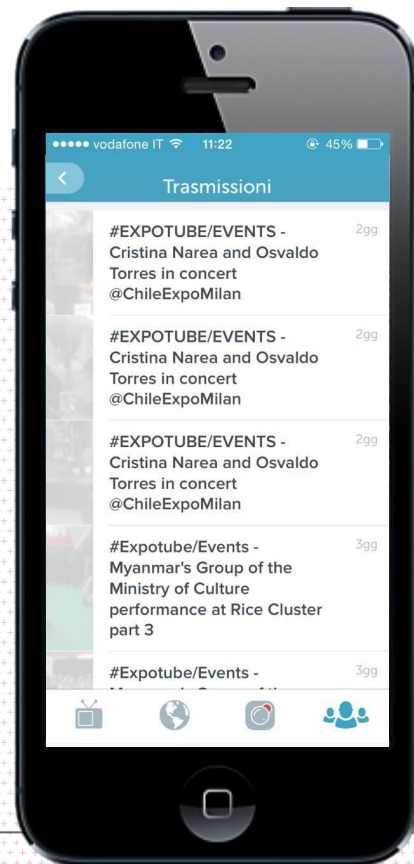 vodafone IT 11:22 45%
Trasmissioni
#EXPOTUBE/EVENTS - 2gg
Cristina Narea and Osvaldo
Torres in concert
@ChileExpoMilan
#EXPOTUBE/EVENTS - 2gg
Cristina Narea and Osvaldo
Torres in concert
@ChileExpoMilan
#EXPOTUBE/EVENTS - 2gg
Cristina Narea and Osvaldo
Torres in concert
@ChileExpoMilan
#Expotube/Events - 3gg
Myanmar's Group of the
Ministry of Culture
performance at Rice Cluster
part 3
#Expotube/Events - 3gg